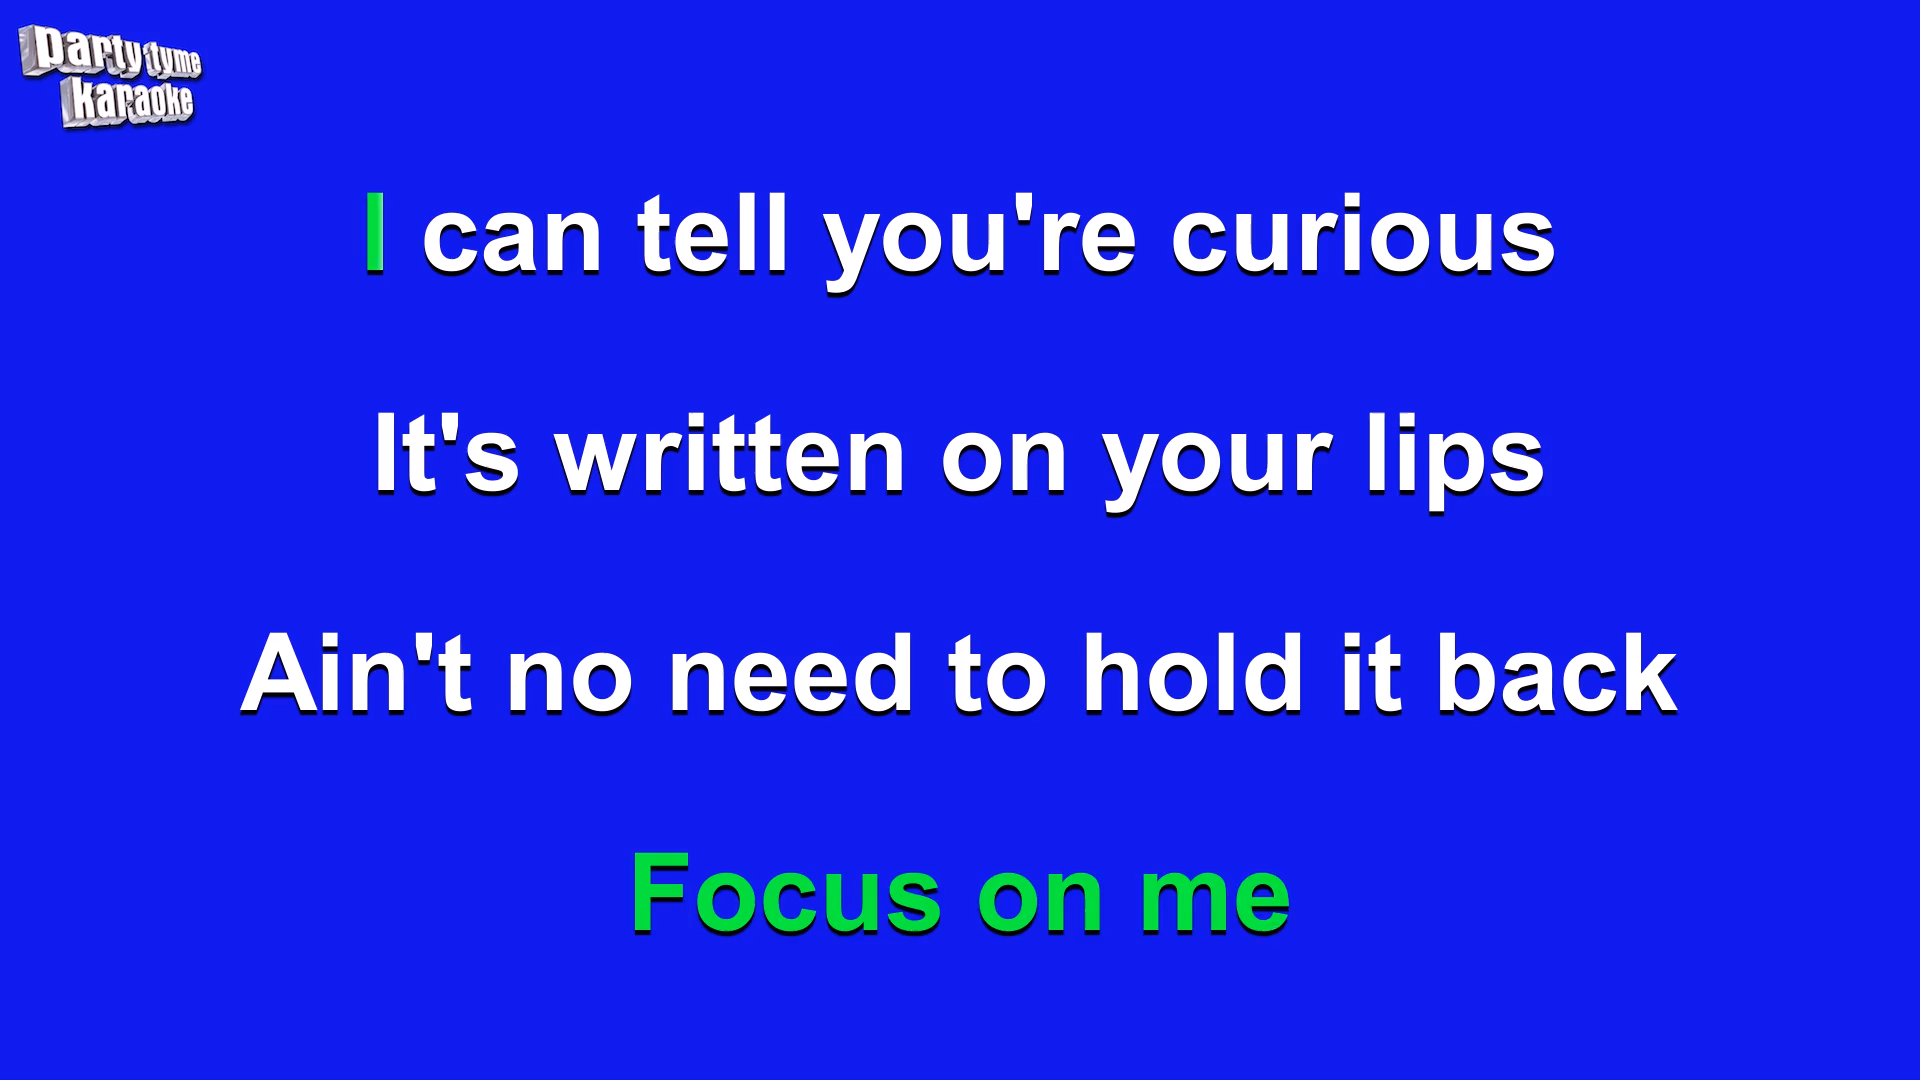 party tyme
karaoke
I can tell you're curious
It's written on your lips
Ain't no need to hold it back
Focus on me